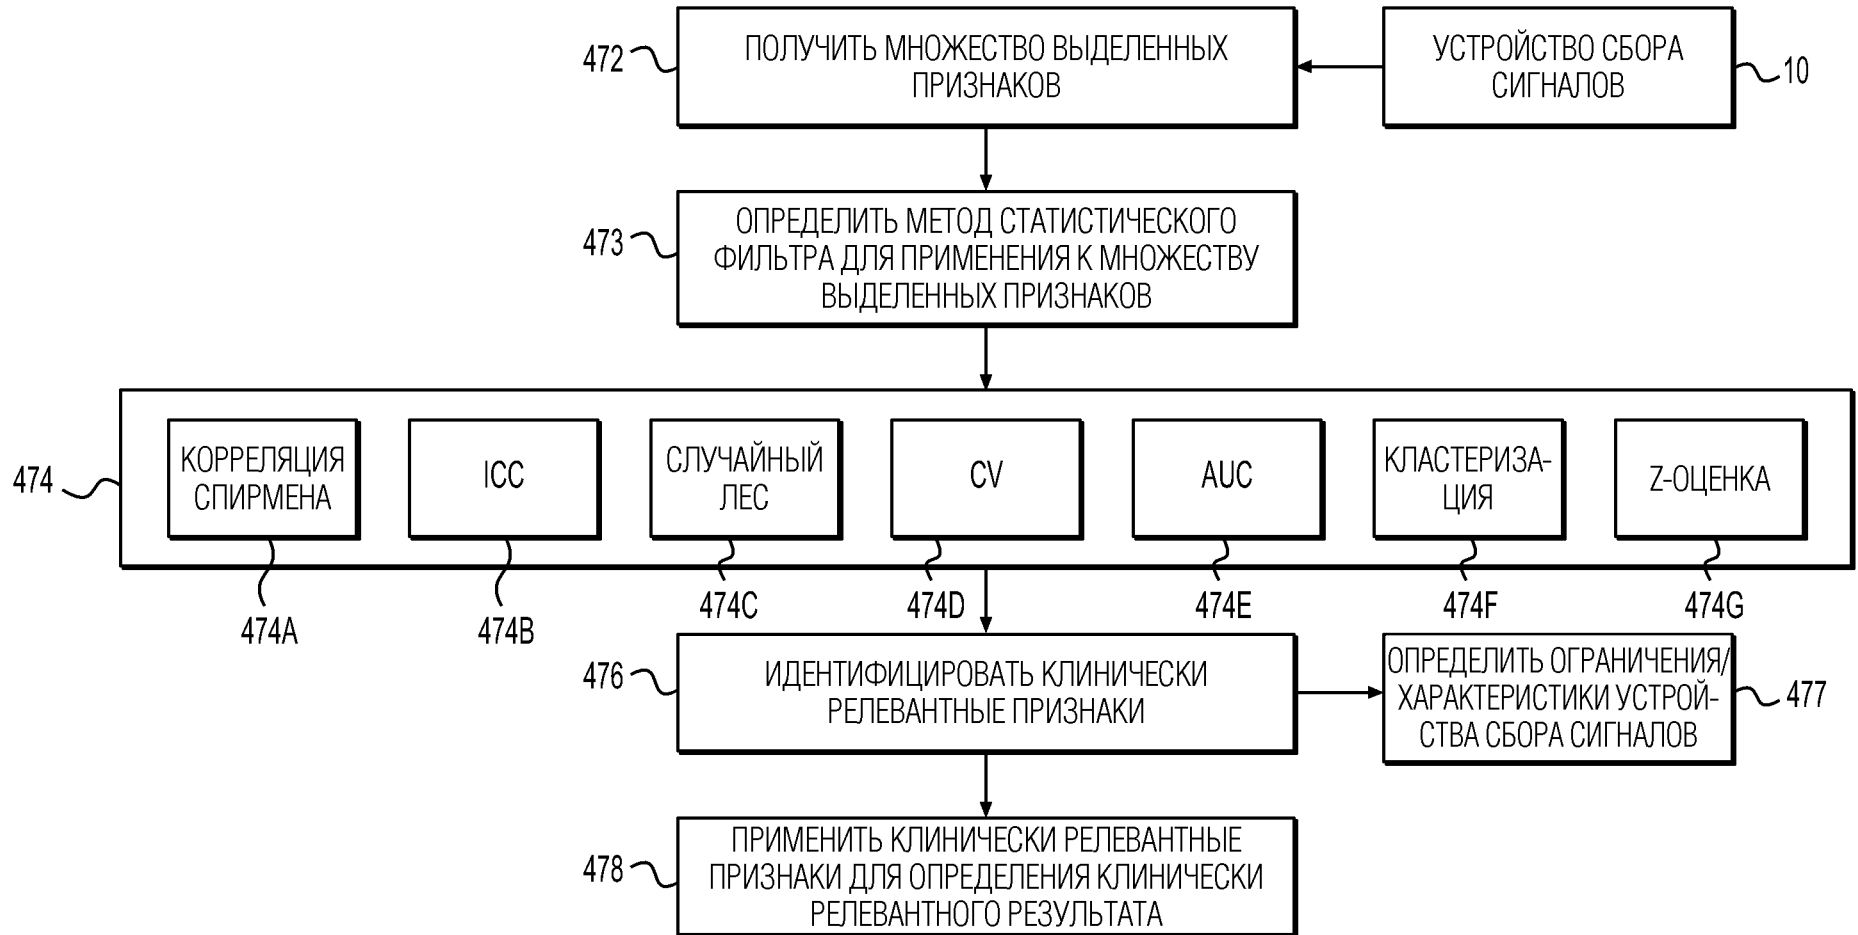 472
ПОЛУЧИТЬ МНОЖЕСТВО ВЫДЕЛЕННЫХ
ПРИЗНАКОВ
УСТРОЙСТВО СБОРА
СИГНАЛОВ
10
473
ОПРЕДЕЛИТЬ МЕТОД СТАТИСТИЧЕСКОГО
ФИЛЬТРА ДЛЯ ПРИМЕНЕНИЯ К МНОЖЕСТВУ
ВЫДЕЛЕННЫХ ПРИЗНАКОВ
474
КОРРЕЛЯЦИЯ
СПИРМЕНА
ICC
СЛУЧАЙНЫЙ
ЛЕС
CV
AUC
КЛАСТЕРИЗА-
ЦИЯ
Z-ОЦЕНКА
474A
474B
474C
474D
474E
474F
474G
476
ИДЕНТИФИЦИРОВАТЬ КЛИНИЧЕСКИ
РЕЛЕВАНТНЫЕ ПРИЗНАКИ
ОПРЕДЕЛИТЬ ОГРАНИЧЕНИЯ/
ХАРАКТЕРИСТИКИ УСТРОЙ-
СТВА СБОРА СИГНАЛОВ
477
478
ПРИМЕНИТЬ КЛИНИЧЕСКИ РЕЛЕВАНТНЫЕ
ПРИЗНАКИ ДЛЯ ОПРЕДЕЛЕНИЯ КЛИНИЧЕСКИ
РЕЛЕВАНТНОГО РЕЗУЛЬТАТА